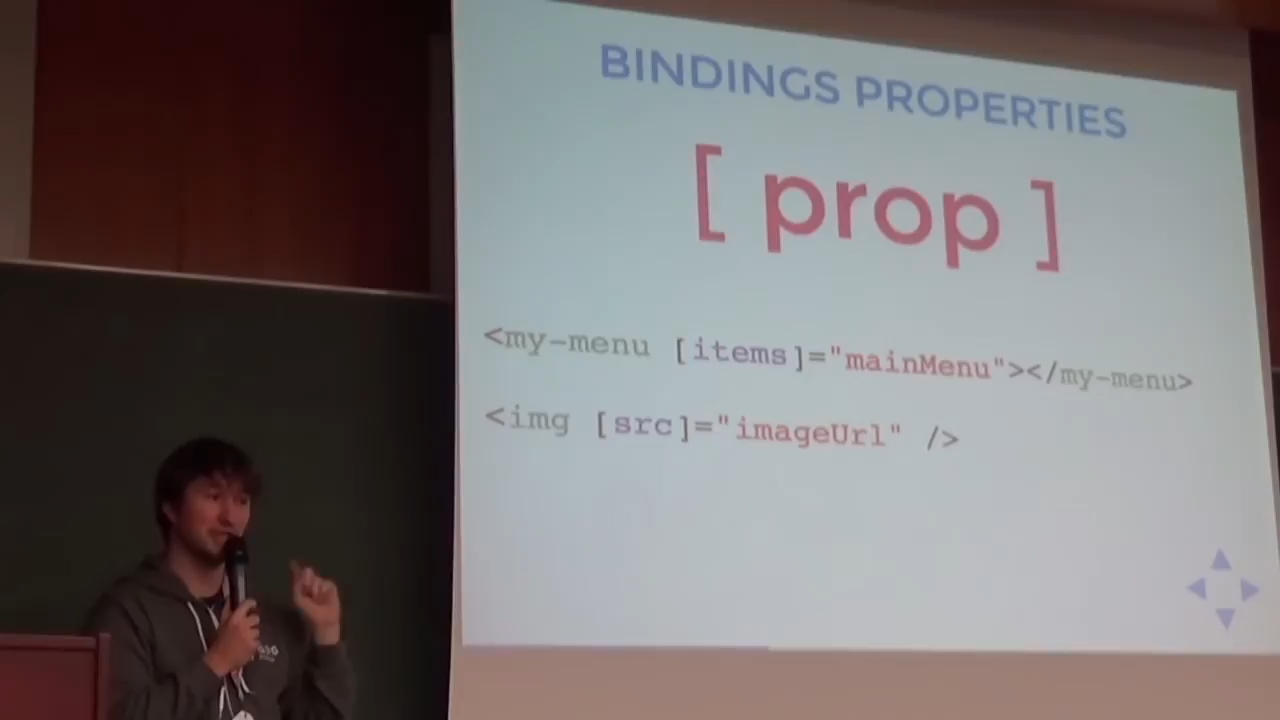 BINDINGS PROPERTIES
[ prop ]
<my-menu [items]="mainMenu"></my-menu>
<img [src]="imageUrl" />